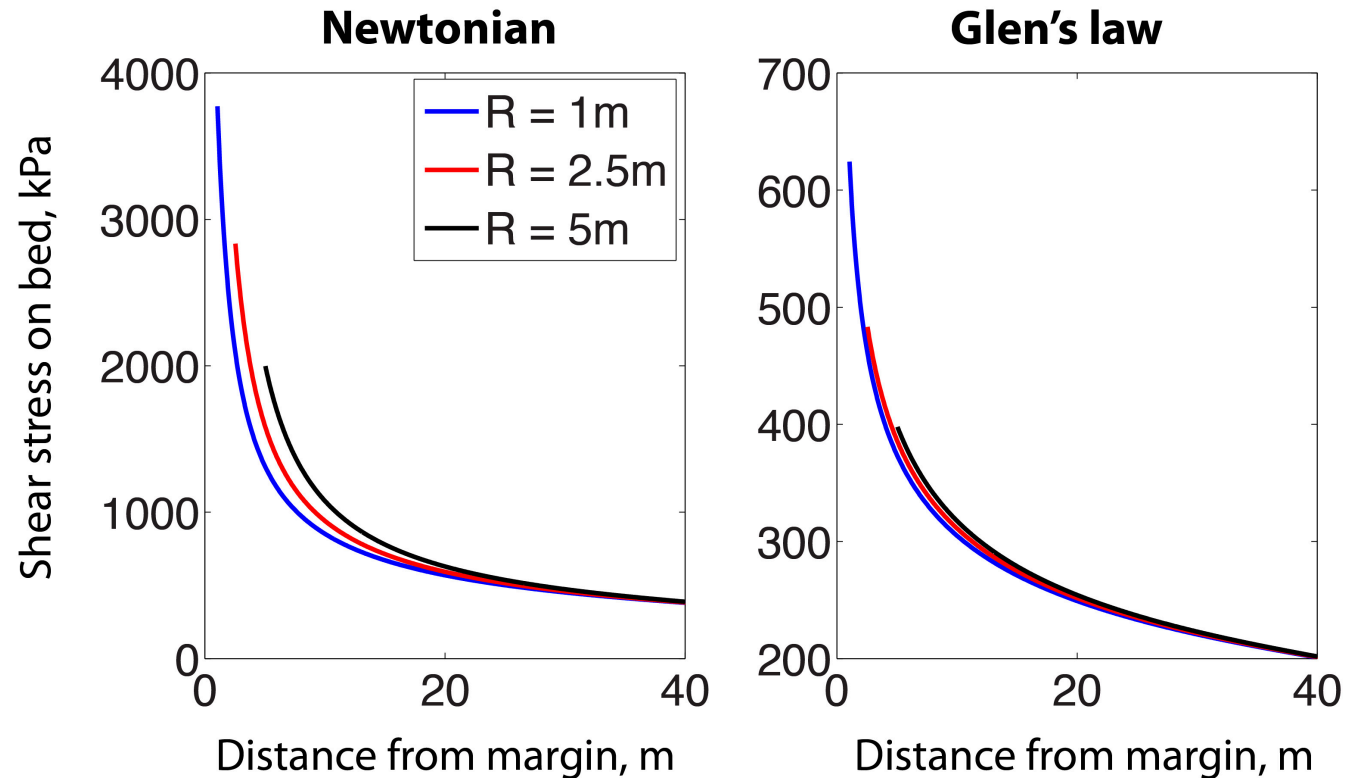 Newtonian
Glen's law
Shear stress on bed, kPa
4000
3000
2000
1000
0
0
20
40
Distance from margin, m
R = 1m
R = 2.5m
R = 5m
700
600
500
400
300
200
0
20
40
Distance from margin, m